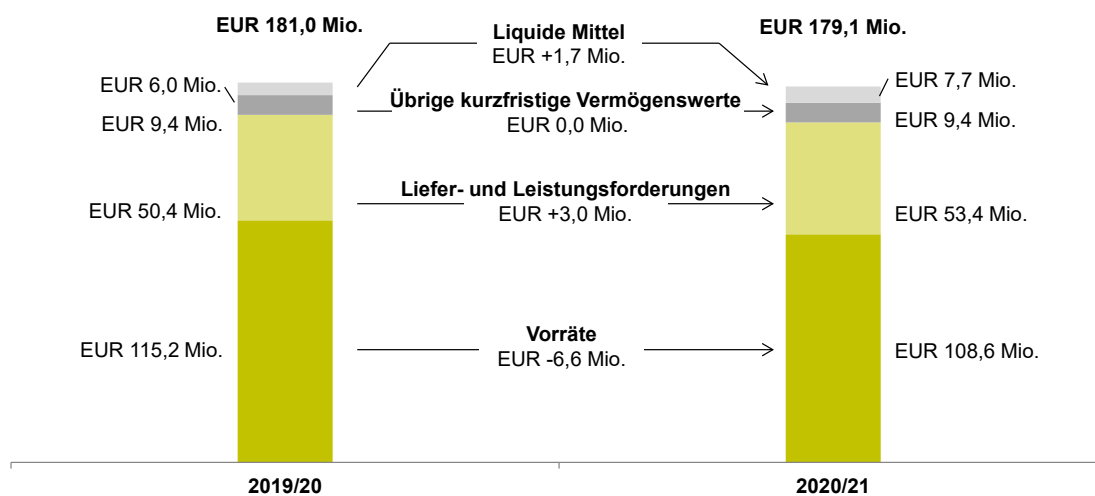 EUR 181,0 Mio.
Liquide Mittel
EUR +1,7 Mio.
EUR 179,1 Mio.
EUR 6,0 Mio.
EUR 7,7 Mio.
Übrige kurzfristige Vermögenswerte
EUR 0,0 Mio.
EUR 9,4 Mio.
EUR 9,4 Mio.
Liefer- und Leistungsforderungen
EUR +3,0 Mio.
EUR 50,4 Mio.
EUR 53,4 Mio.
Vorräte
EUR -6,6 Mio.
EUR 115,2 Mio.
EUR 108,6 Mio.
2019/20
2020/21